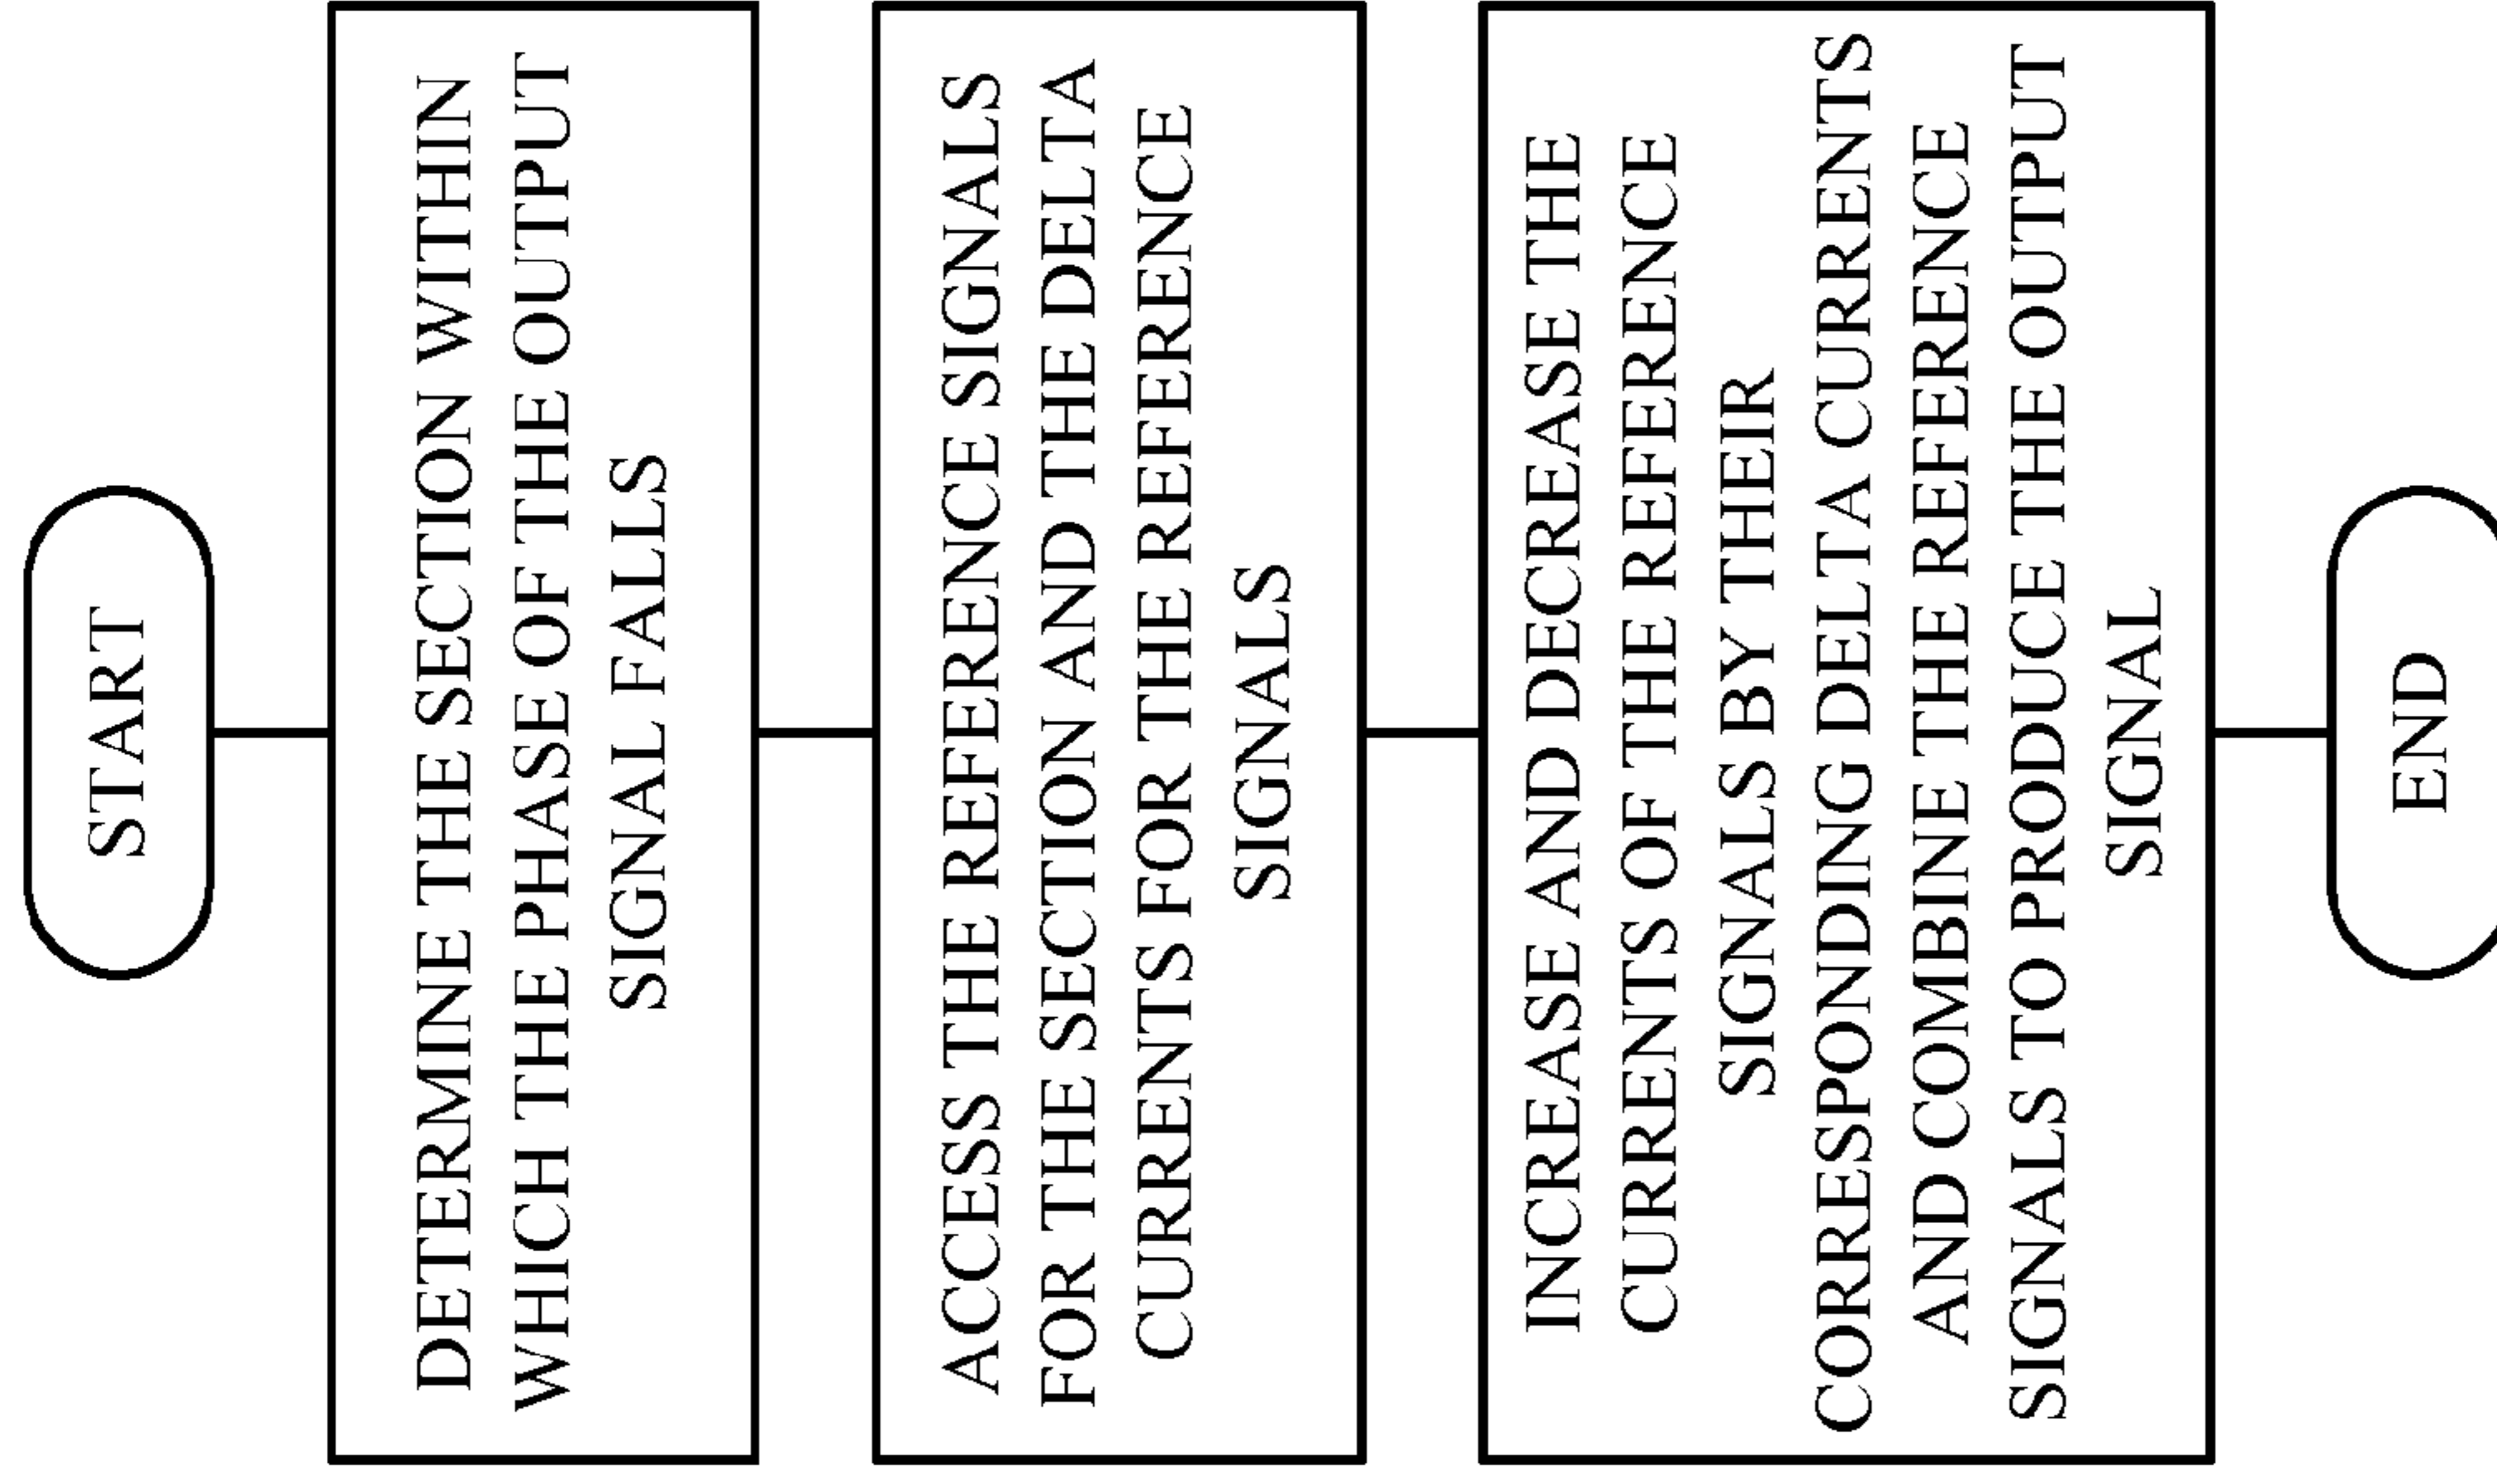 START
DETERMINE THE SECTION WITHIN
WHICH THE PHASE OF THE OUTPUT
SIGNAL FALLS
ACCESS THE REFERENCE SIGNALS
FOR THE SECTION AND THE DELTA
CURRENTS FOR THE REFERENCE
SIGNALS
INCREASE AND DECREASE THE
CURRENTS OF THE REFERENCE
SIGNALS BY THEIR
CORRESPONDING DELTA CURRENTS
AND COMBINE THE REFERENCE
SIGNALS TO PRODUCE THE OUTPUT
SIGNAL
END